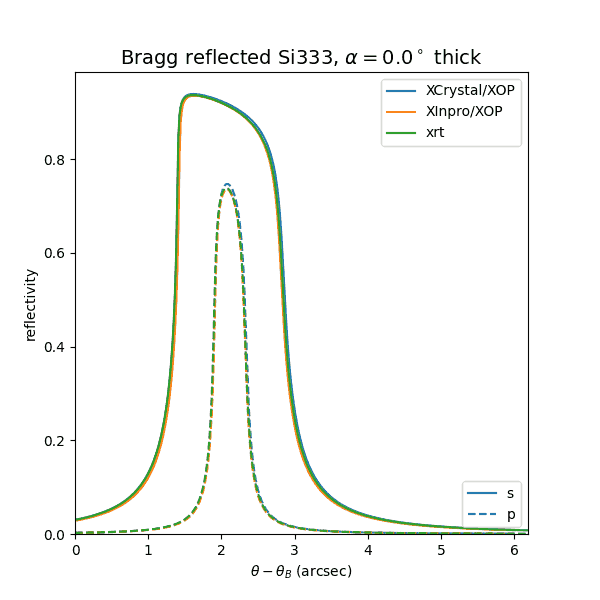 Bragg reflected Si333, α = 0.0° thick
XCrystal/XOP
XInpro/XOP
xrt
0.8
0.6
reflectivity
0.4
0.2
s
p
0.0
0 1 2 3 4 5 6
θ − θ_B (arcsec)